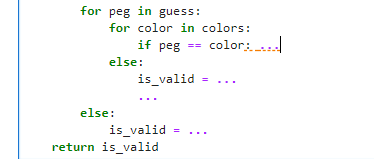 for peg in guess:
for color in colors:
if peg == color: ...
else:
is_valid = ...
...
else:
is_valid = ...
return is_valid